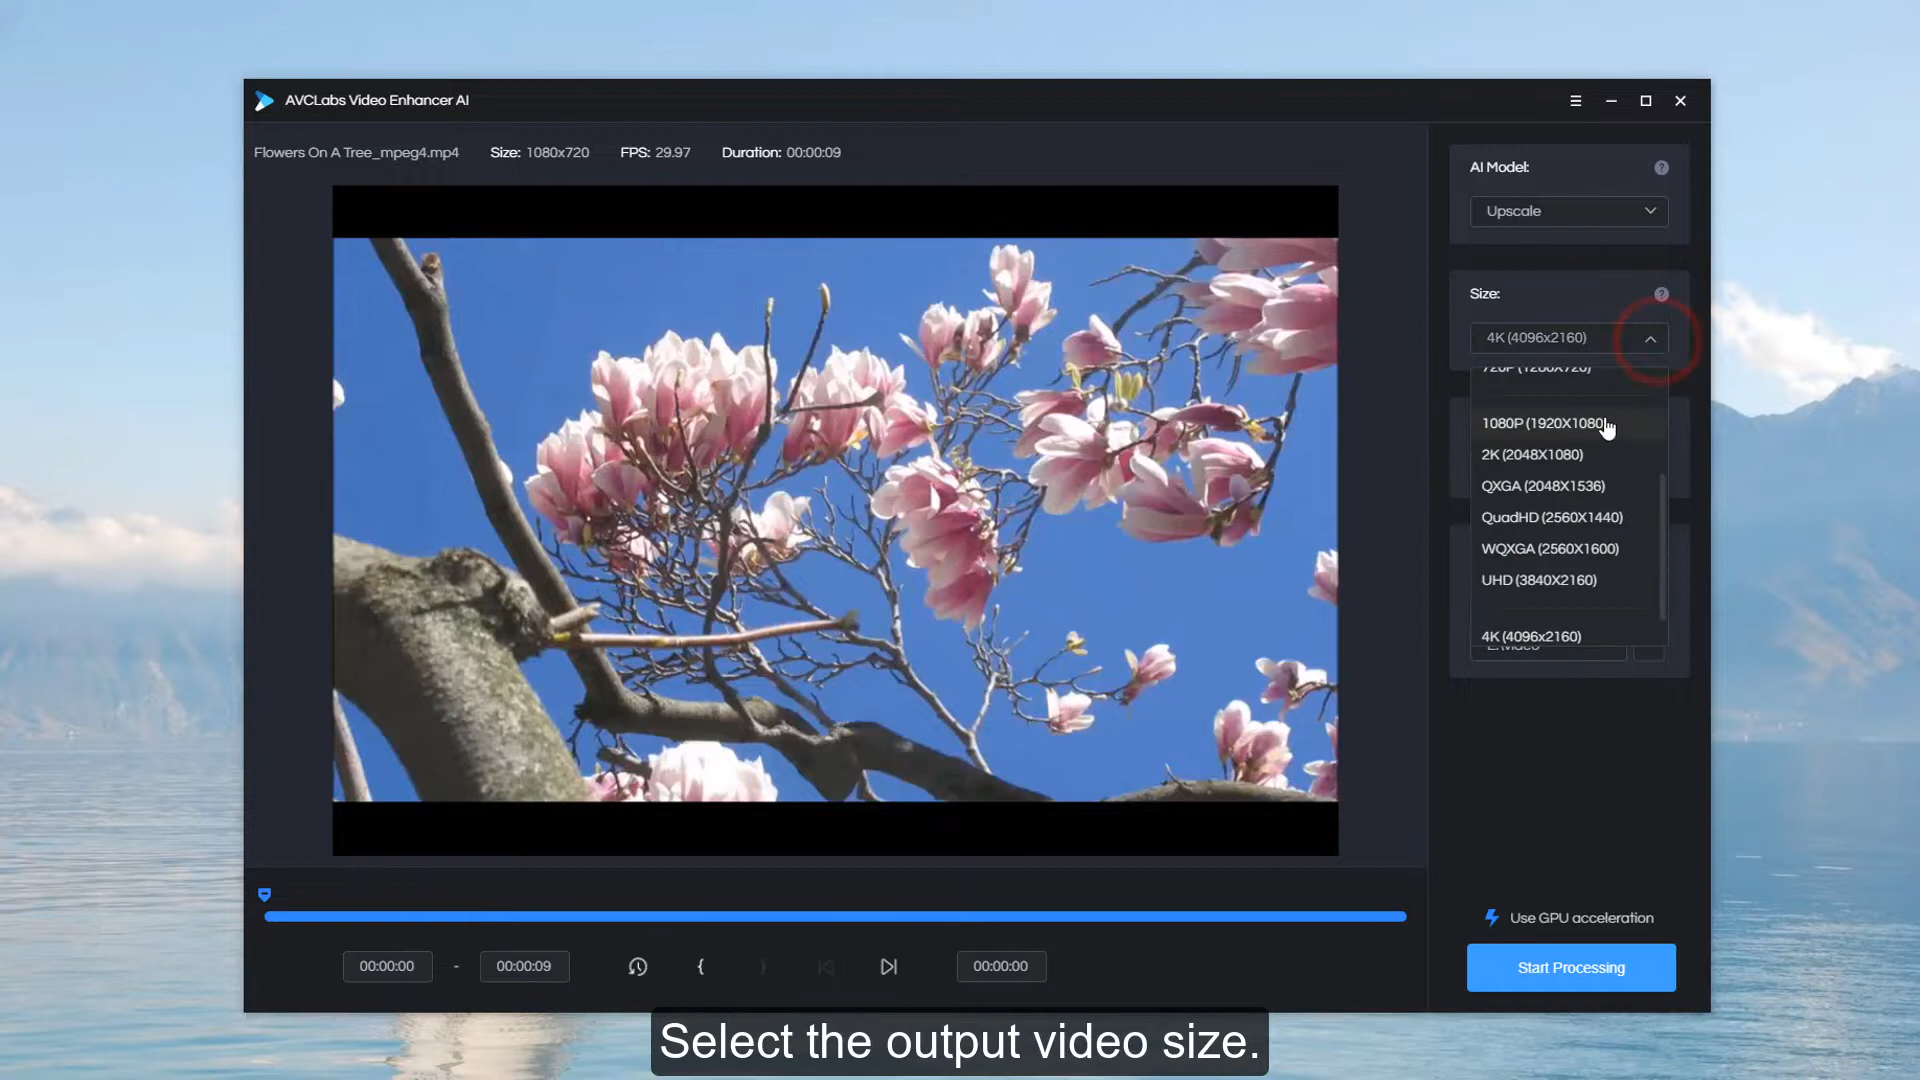 AVCLabs Video Enhancer AI
Flowers On A Tree_mpeg4.mp4 Size: 1080x720 FPS: 29.97 Duration: 00:00:09
AI Model:
Upscale
Size:
4K (4096x2160)
720P (1280X720)
1080P (1920X1080)
2K (2048X1080)
QXGA (2048X1536)
QuadHD (2560X1440)
WQXGA (2560X1600)
UHD (3840X2160)
4K (4096x2160)
Use GPU acceleration
00:00:00 - 00:00:09 { } 00:00:00
Start Processing
Select the output video size.